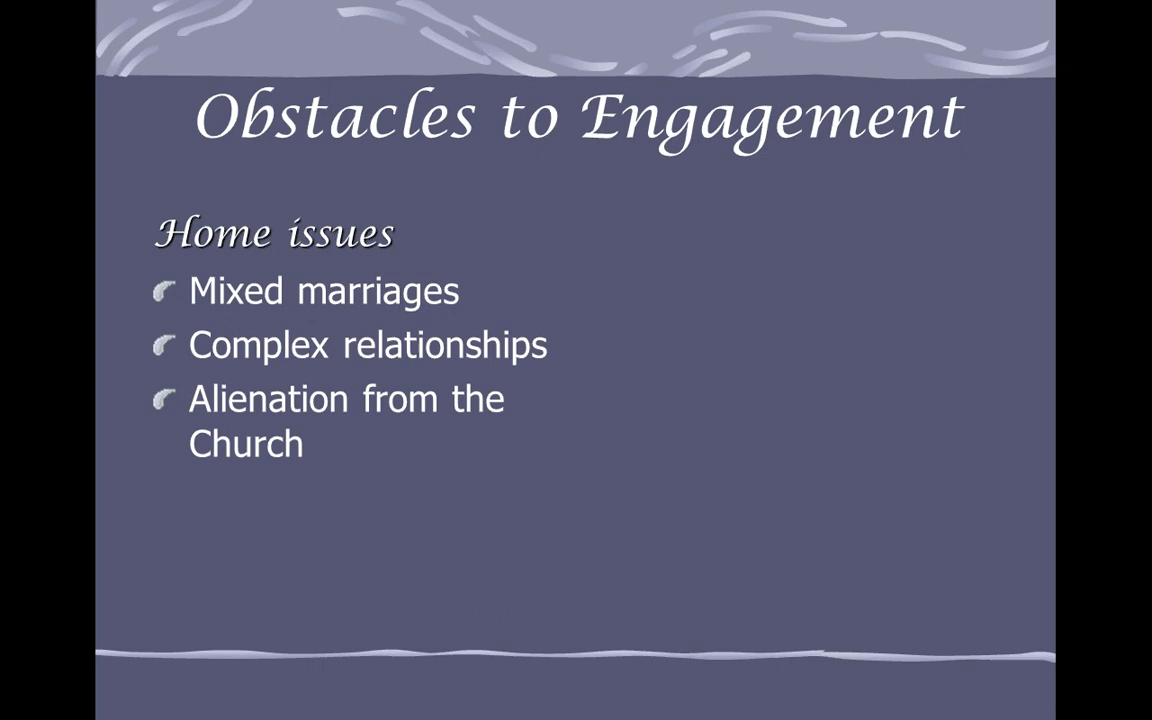 Obstacles to Engagement
Home issues
Mixed marriages
Complex relationships
Alienation from the
Church